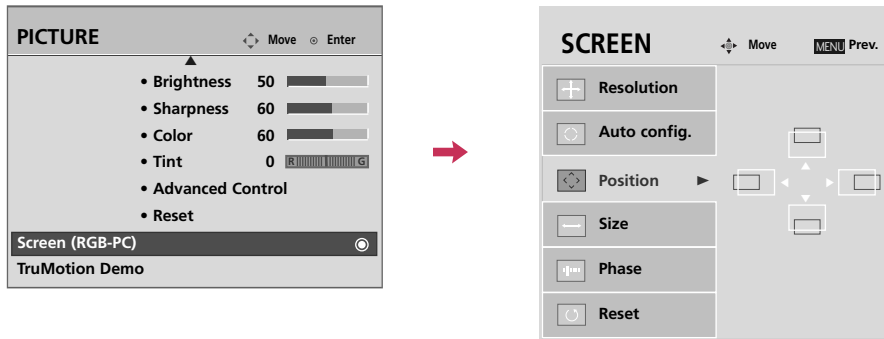 PICTURE
Move
Enter
• Brightness 50
• Sharpness 60
• Color 60
• Tint 0 R G
• Advanced Control
• Reset
Screen (RGB-PC)
TruMotion Demo
SCREEN
Move
MENU Prev.
Resolution
Auto config.
Position
Size
Phase
Reset